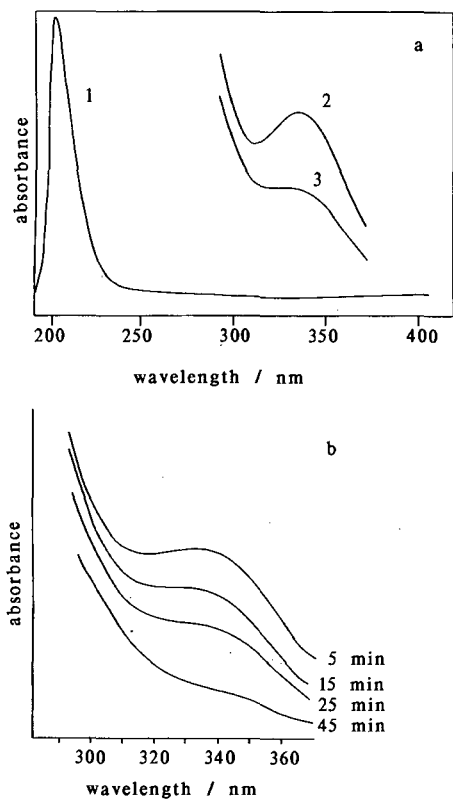 a
1
2
3
absorbance
200 250 300 350 400
wavelength / nm
b
absorbance
5 min
15 min
25 min
45 min
300 320 340 360
wavelength / nm